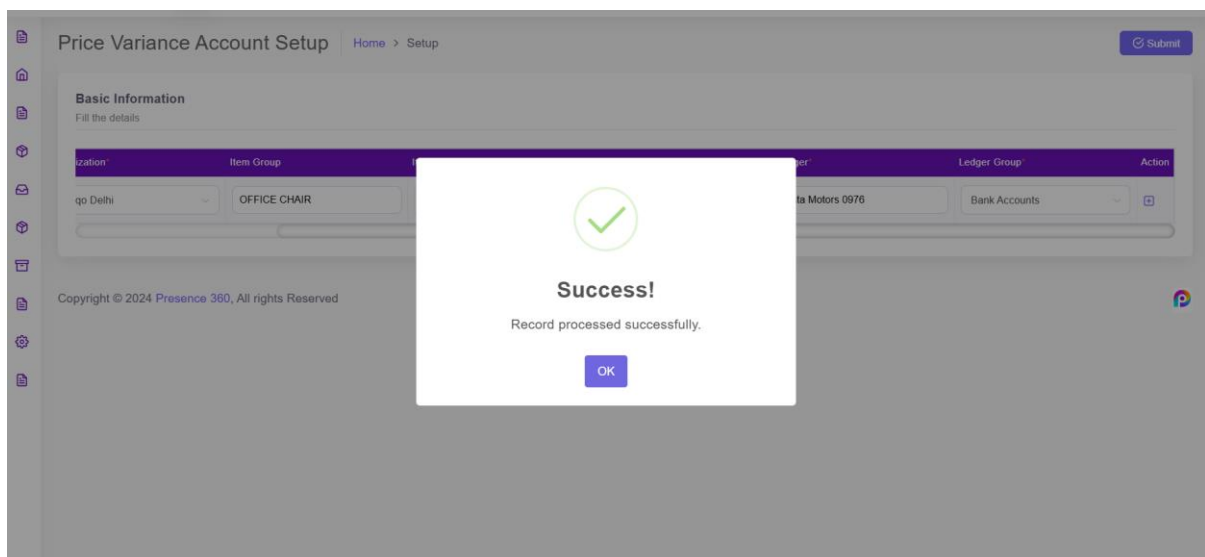 Price Variance Account Setup Home > Setup
Submit
Basic Information
Fill the details
ization* Item Group ger* Ledger Group* Action
qo Delhi OFFICE CHAIR ta Motors 0976 Bank Accounts
Success!
Record processed successfully.
OK
Copyright © 2024 Presence 360, All rights Reserved